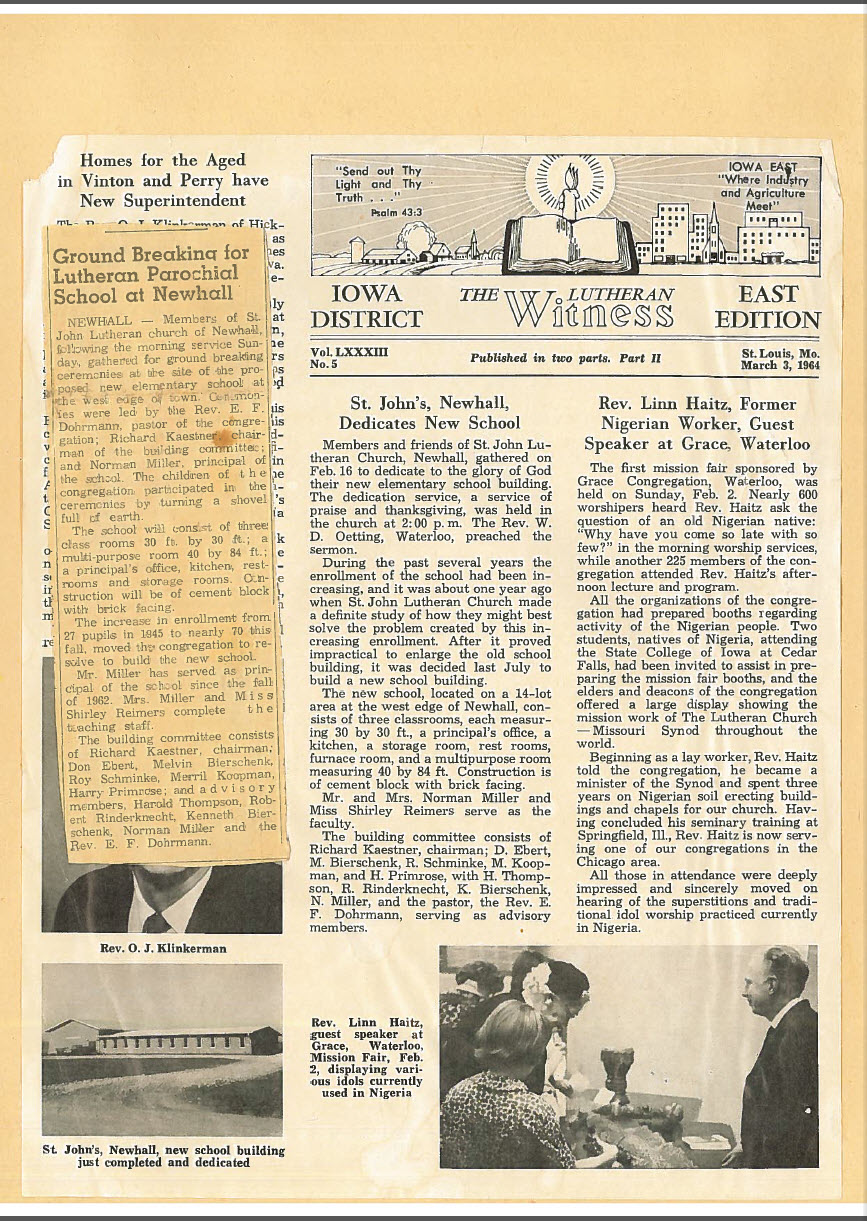 Homes for the Aged
in Vinton and Perry have
New Superintendent
The Rev. O. J. Klinkerman of Hick-
Ground Breaking for
Lutheran Parochial
School at Newhall
NEWHALL — Members of St.
John Lutheran church of Newhall,
following the morning service Sun-
day, gathered for ground breaking
ceremonies at the site of the pro-
posed new elementary school at
the west edge of town. Ceremon-
ies were led by the Rev. E. F.
Dohrmann, pastor of the congre-
gation; Richard Kaestner, chair-
man of the building committee;
and Norman Miller, principal of
the school. The children of the
congregation participated in the
ceremonies by turning a shovel
full of earth.
The school will consist of three
class rooms 30 ft. by 30 ft.; a
multi-purpose room 40 by 84 ft.;
a principal's office, kitchen, rest-
rooms and storage rooms. Con-
struction will be of cement block
with brick facing.
The increase in enrollment from
27 pupils in 1945 to nearly 70 this
fall, moved the congregation to re-
solve to build the new school.
Mr. Miller has served as prin-
cipal of the school since the fall
of 1962. Mrs. Miller and Miss
Shirley Reimers complete the
teaching staff.
The building committee consists
of Richard Kaestner, chairman;
Don Ebert, Melvin Bierschenk,
Roy Schminke, Merril Koopman,
Harry Primrose; and advisory
members, Harold Thompson, Rob-
ert Rinderknecht, Kenneth Bier-
schenk, Norman Miller and the
Rev. E. F. Dohrmann.
Rev. O. J. Klinkerman
St. John's, Newhall, new school building
just completed and dedicated
"Send out Thy
Light and Thy
Truth . . ."
Psalm 43:3
IOWA EAST
"Where Industry
and Agriculture
Meet"
IOWA
DISTRICT
THE LUTHERAN
Witness
EAST
EDITION
Vol. LXXXIII
No. 5
Published in two parts. Part II
St. Louis, Mo.
March 3, 1964
St. John's, Newhall,
Dedicates New School
Members and friends of St. John Lu-
theran Church, Newhall, gathered on
Feb. 16 to dedicate to the glory of God
their new elementary school building.
The dedication service, a service of
praise and thanksgiving, was held in
the church at 2:00 p. m. The Rev. W.
D. Oetting, Waterloo, preached the
sermon.
During the past several years the
enrollment of the school had been in-
creasing, and it was about one year ago
when St. John Lutheran Church made
a definite study of how they might best
solve the problem created by this in-
creasing enrollment. After it proved
impractical to enlarge the old school
building, it was decided last July to
build a new school building.
The new school, located on a 14-lot
area at the west edge of Newhall, con-
sists of three classrooms, each measur-
ing 30 by 30 ft., a principal's office, a
kitchen, a storage room, rest rooms,
furnace room, and a multipurpose room
measuring 40 by 84 ft. Construction is
of cement block with brick facing.
Mr. and Mrs. Norman Miller and
Miss Shirley Reimers serve as the
faculty.
The building committee consists of
Richard Kaestner, chairman; D. Ebert,
M. Bierschenk, R. Schminke, M. Koop-
man, and H. Primrose, with H. Thomp-
son, R. Rinderknecht, K. Bierschenk,
N. Miller, and the pastor, the Rev. E.
F. Dohrmann, serving as advisory
members.
Rev. Linn Haitz, Former
Nigerian Worker, Guest
Speaker at Grace, Waterloo
The first mission fair sponsored by
Grace Congregation, Waterloo, was
held on Sunday, Feb. 2. Nearly 600
worshipers heard Rev. Haitz ask the
question of an old Nigerian native:
"Why have you come so late with so
few?" in the morning worship services,
while another 225 members of the con-
gregation attended Rev. Haitz's after-
noon lecture and program.
All the organizations of the congre-
gation had prepared booths regarding
activity of the Nigerian people. Two
students, natives of Nigeria, attending
the State College of Iowa at Cedar
Falls, had been invited to assist in pre-
paring the mission fair booths, and the
elders and deacons of the congregation
offered a large display showing the
mission work of The Lutheran Church
— Missouri Synod throughout the
world.
Beginning as a lay worker, Rev. Haitz
told the congregation, he became a
minister of the Synod and spent three
years on Nigerian soil erecting build-
ings and chapels for our church. Hav-
ing concluded his seminary training at
Springfield, Ill., Rev. Haitz is now serv-
ing one of our congregations in the
Chicago area.
All those in attendance were deeply
impressed and sincerely moved on
hearing of the superstitions and tradi-
tional idol worship practiced currently
in Nigeria.
Rev. Linn Haitz,
guest speaker at
Grace, Waterloo,
Mission Fair, Feb.
2, displaying vari-
ous idols currently
used in Nigeria